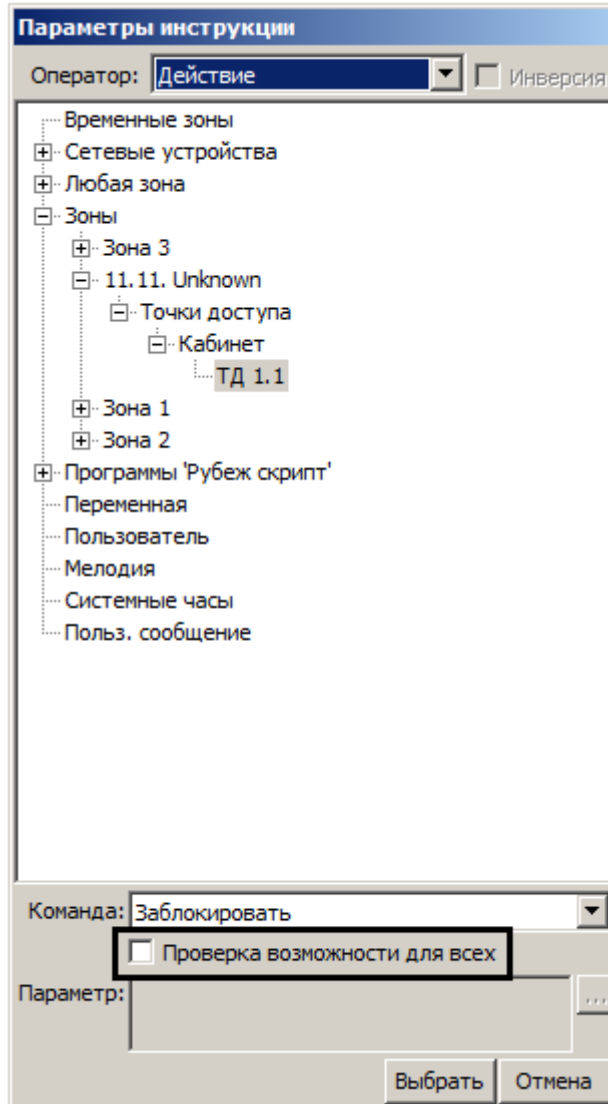 Параметры инструкции
Оператор: Действие Инверсия
Временные зоны
Сетевые устройства
Любая зона
Зоны
Зона 3
11.11. Unknown
Точки доступа
Кабинет
ТД 1.1
Зона 1
Зона 2
Программы 'Рубеж скрипт'
Переменная
Пользователь
Мелодия
Системные часы
Польз. сообщение
Команда: Заблокировать
Проверка возможности для всех
Параметр: ...
Выбрать Отмена